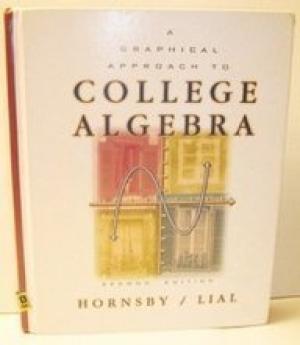 A
GRAPHICAL
APPROACH TO
COLLEGE
ALGEBRA
SECOND EDITION
HORNSBY / LIAL